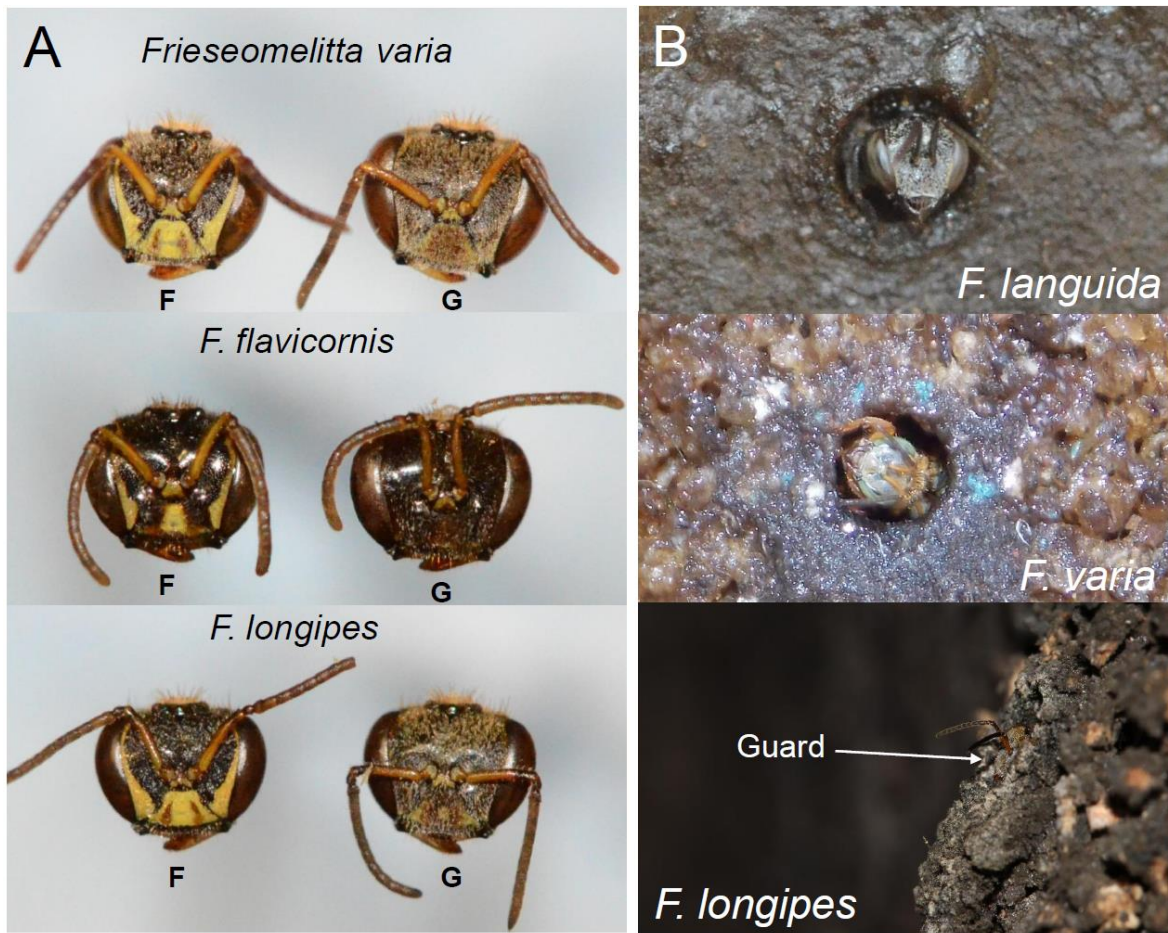 A
Frieseomelitta varia
F
G
F. flavicornis
F
G
F. longipes
F
G
B
F. languida
F. varia
Guard
F. longipes